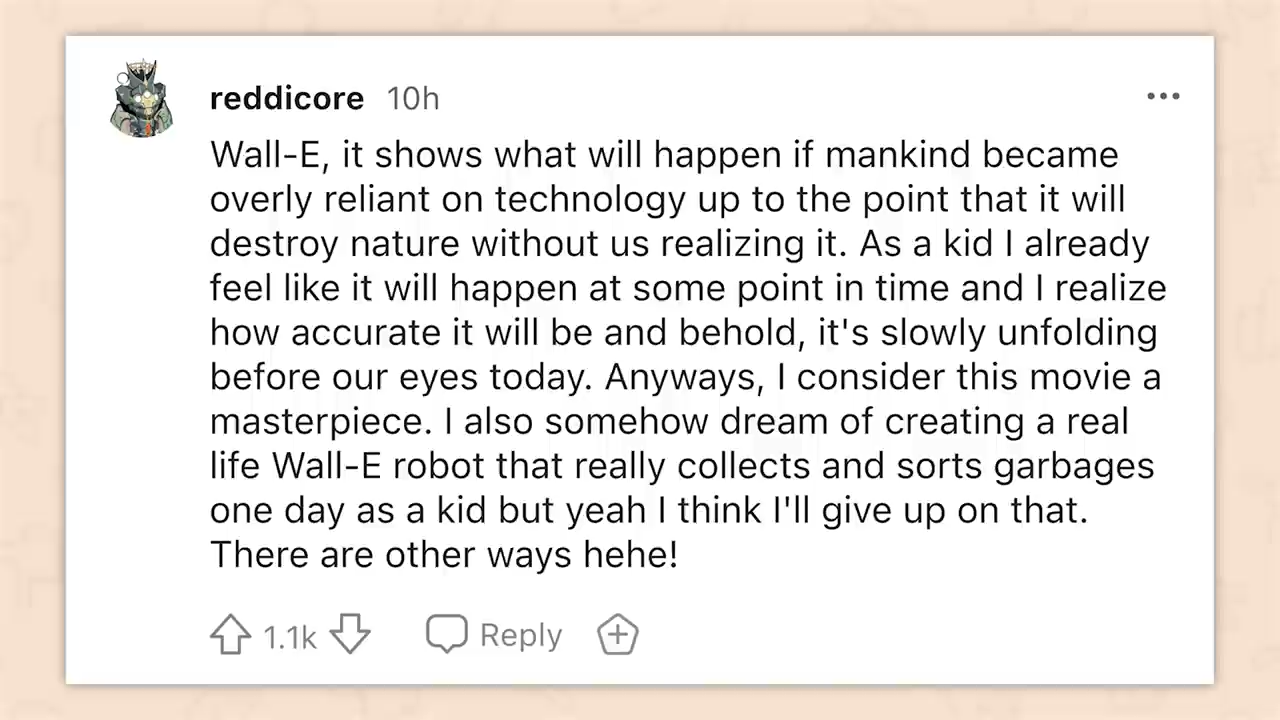 reddicore 10h
Wall-E, it shows what will happen if mankind became
overly reliant on technology up to the point that it will
destroy nature without us realizing it. As a kid I already
feel like it will happen at some point in time and I realize
how accurate it will be and behold, it's slowly unfolding
before our eyes today. Anyways, I consider this movie a
masterpiece. I also somehow dream of creating a real
life Wall-E robot that really collects and sorts garbages
one day as a kid but yeah I think I'll give up on that.
There are other ways hehe!
1.1k Reply